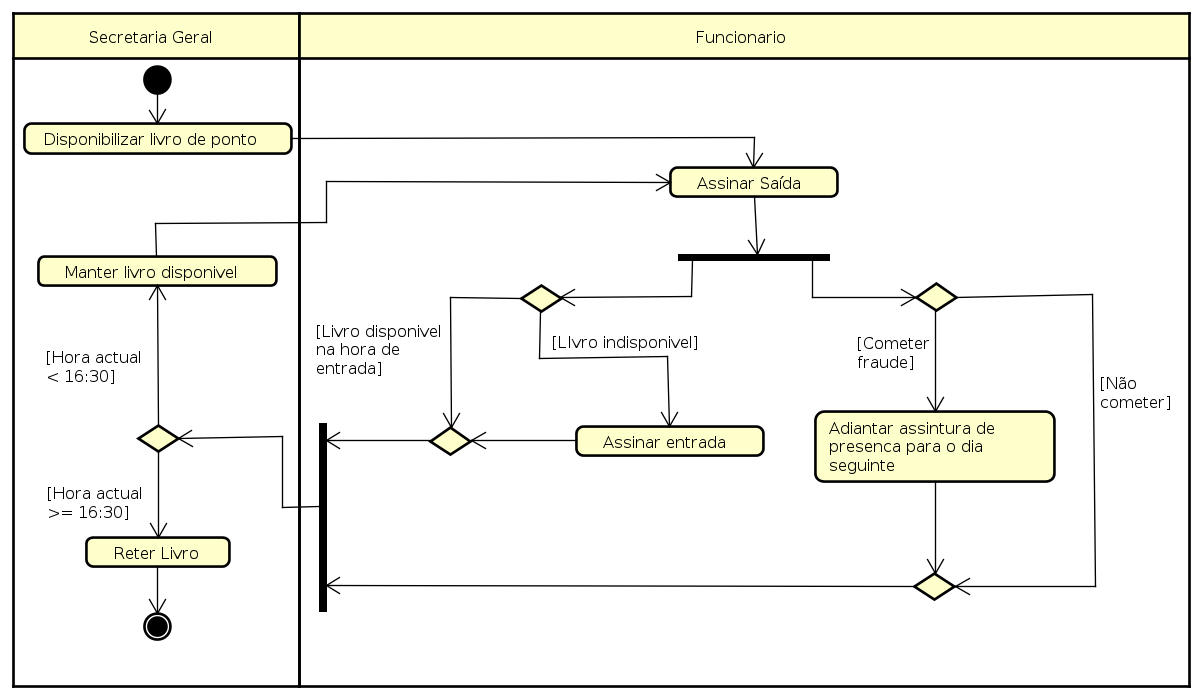 Secretaria Geral
Funcionario
Disponibilizar livro de ponto
Assinar Saída
Manter livro disponivel
[Livro disponivel
na hora de
entrada]
[LIvro indisponivel]
[Cometer
fraude]
[Hora actual
< 16:30]
[Não
cometer]
Assinar entrada
Adiantar assintura de
presenca para o dia
seguinte
[Hora actual
>= 16:30]
Reter Livro